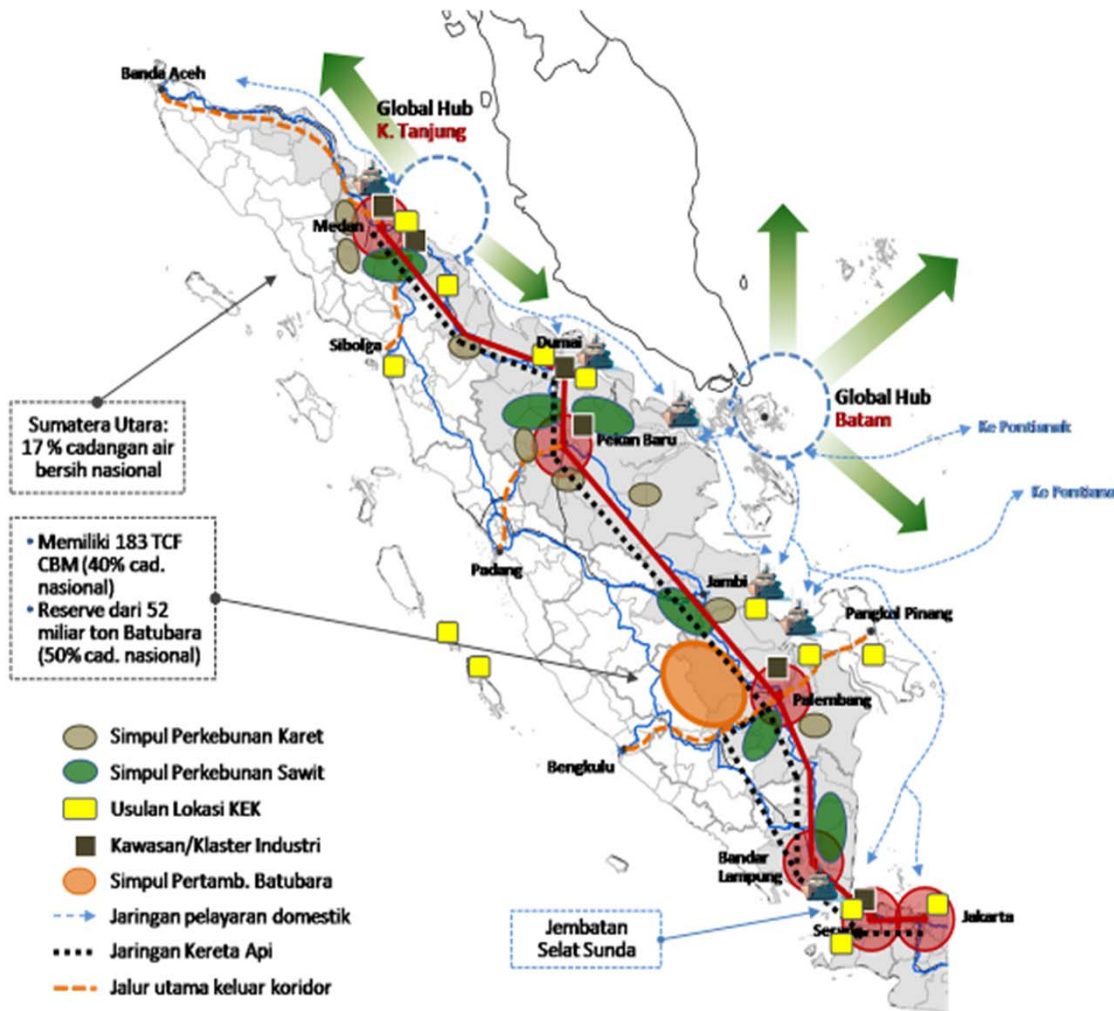 Banda Aceh
Global Hub
K. Tanjung
Medan
Sibolga
Dumai
Pekan Baru
Global Hub
Batam
Ke Pontianak
Ke Pontiana
Sumatera Utara:
17 % cadangan air
bersih nasional
• Memiliki 183 TCF
CBM (40% cad.
nasional)
• Reserve dari 52
miliar ton Batubara
(50% cad. nasional)
Padang
Jambi
Pangkal Pinang
Palembang
Bengkulu
Simpul Perkebunan Karet
Simpul Perkebunan Sawit
Usulan Lokasi KEK
Kawasan/Klaster Industri
Simpul Pertamb. Batubara
Jaringan pelayaran domestik
Jaringan Kereta Api
Jalur utama keluar koridor
Bandar
Lampung
Jembatan
Selat Sunda
Jakarta